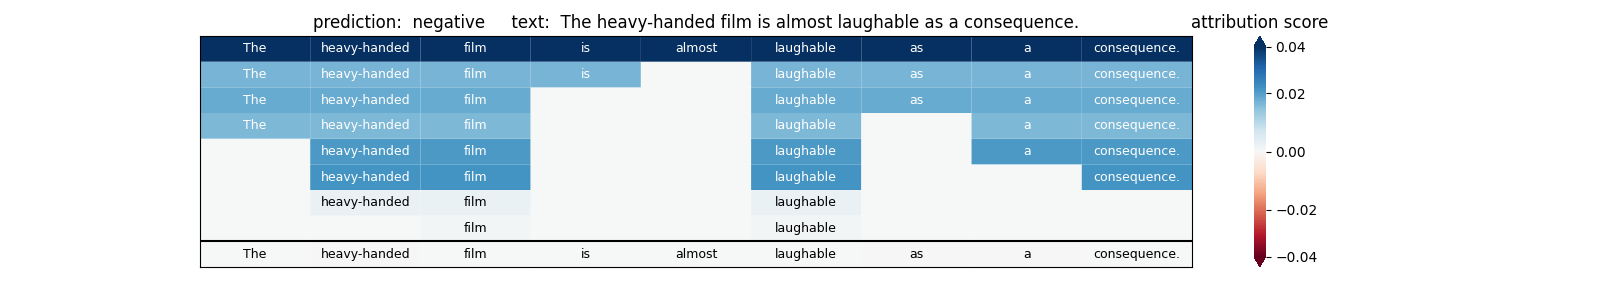 prediction:  negative     text:  The heavy-handed film is almost laughable as a consequence.     attribution score
The heavy-handed film is almost laughable as a consequence. 0.04
The heavy-handed film is laughable as a consequence.
The heavy-handed film laughable as a consequence. 0.02
The heavy-handed film laughable a consequence.
heavy-handed film laughable a consequence. 0.00
heavy-handed film laughable consequence.
heavy-handed film laughable
film laughable −0.02
The heavy-handed film is almost laughable as a consequence. −0.04